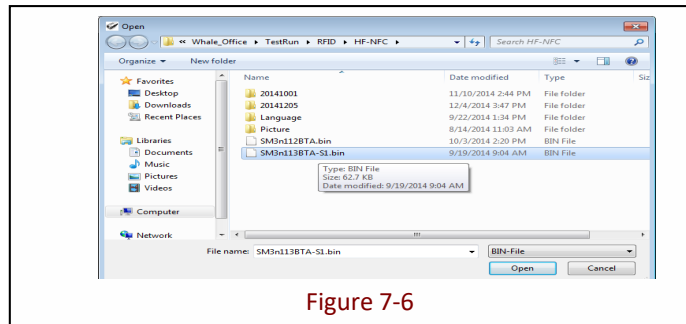 Open
« Whale_Office ▸ TestRun ▸ RFID ▸ HF-NFC ▸ Search HF-NFC
Organize ▾ New folder
Favorites
Desktop
Downloads
Recent Places
Libraries
Documents
Music
Pictures
Videos
Computer
Network
Name Date modified Type Siz
20141001 11/10/2014 2:44 PM File folder
20141205 12/4/2014 3:47 PM File folder
Language 9/22/2014 1:34 PM File folder
Picture 8/14/2014 11:03 AM File folder
SM3n112BTA.bin 10/3/2014 2:20 PM BIN File
SM3n113BTA-S1.bin 9/19/2014 9:04 AM BIN File
Type: BIN File
Size: 62.7 KB
Date modified: 9/19/2014 9:04 AM
File name: SM3n113BTA-S1.bin BIN-File
Open Cancel
Figure 7-6